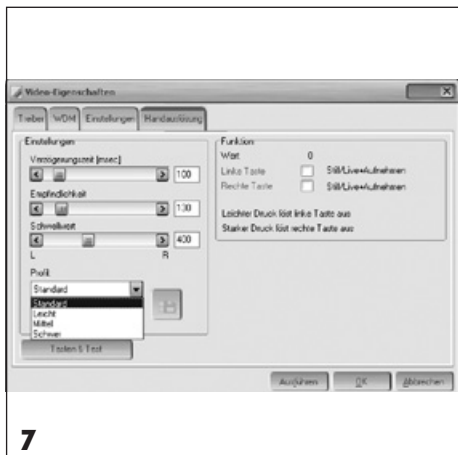 Video-Eigenschaften
Treiber WDM Einstellungen Handauslösung
Einstellungen
Verzögerungszeit [msec]
100
Empfindlichkeit
130
Schwellwert
400
L R
Profil:
Standard
Standard
Leicht
Mittel
Schwer
Tasten & Test
Funktion
Wert 0
Linke Taste Still/Live+Aufnehmen
Rechte Taste Still/Live+Aufnehmen
Leichter Druck löst linke Taste aus
Starker Druck löst rechte Taste aus
Ausführen OK Abbrechen
7